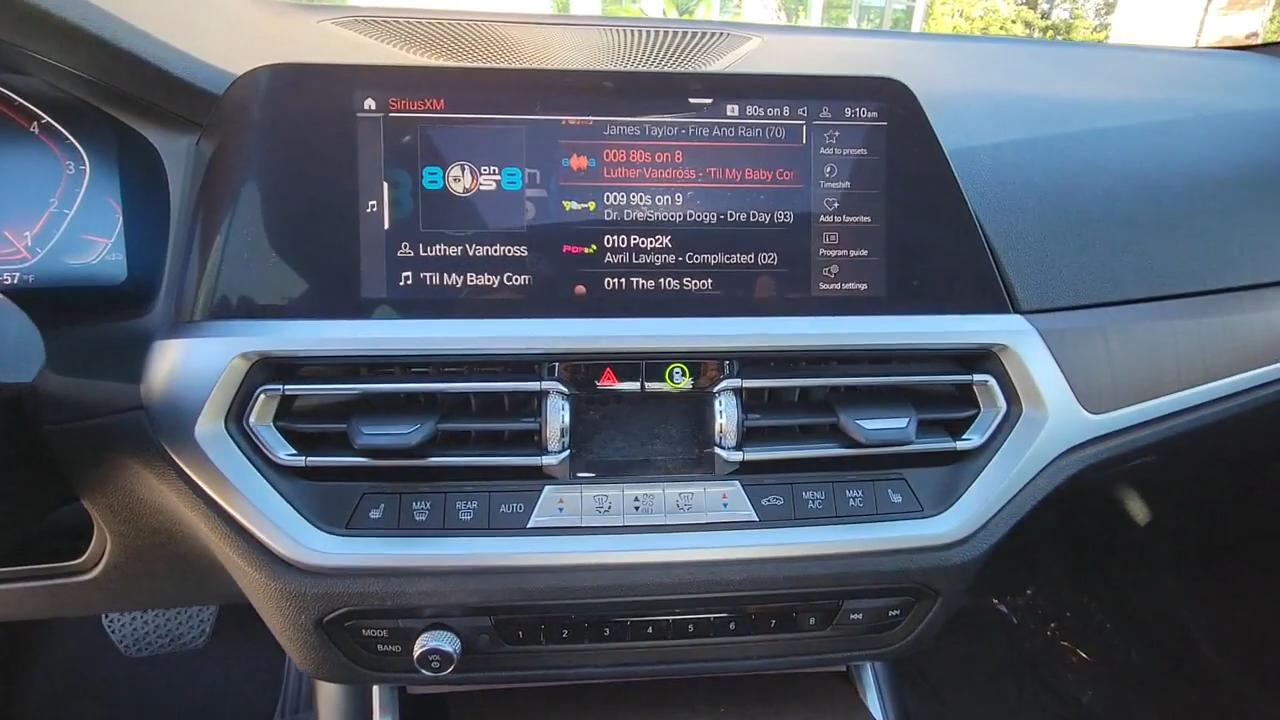 SiriusXM
80s on 8
9:10am
80s on 8
Luther Vandross
'Til My Baby Com
James Taylor - Fire And Rain (70)
008 80s on 8
Luther Vandross - 'Til My Baby Cor
009 90s on 9
Dr. Dre/Snoop Dogg - Dre Day (93)
010 Pop2K
Avril Lavigne - Complicated (02)
011 The 10s Spot
Add to presets
Timeshift
Add to favorites
Program guide
Sound settings
4
3
2
1
57 °F
MAX
REAR
AUTO
MENU
A/C
MAX
A/C
MODE
BAND
VOL
1 2 3 4 5 6 7 8